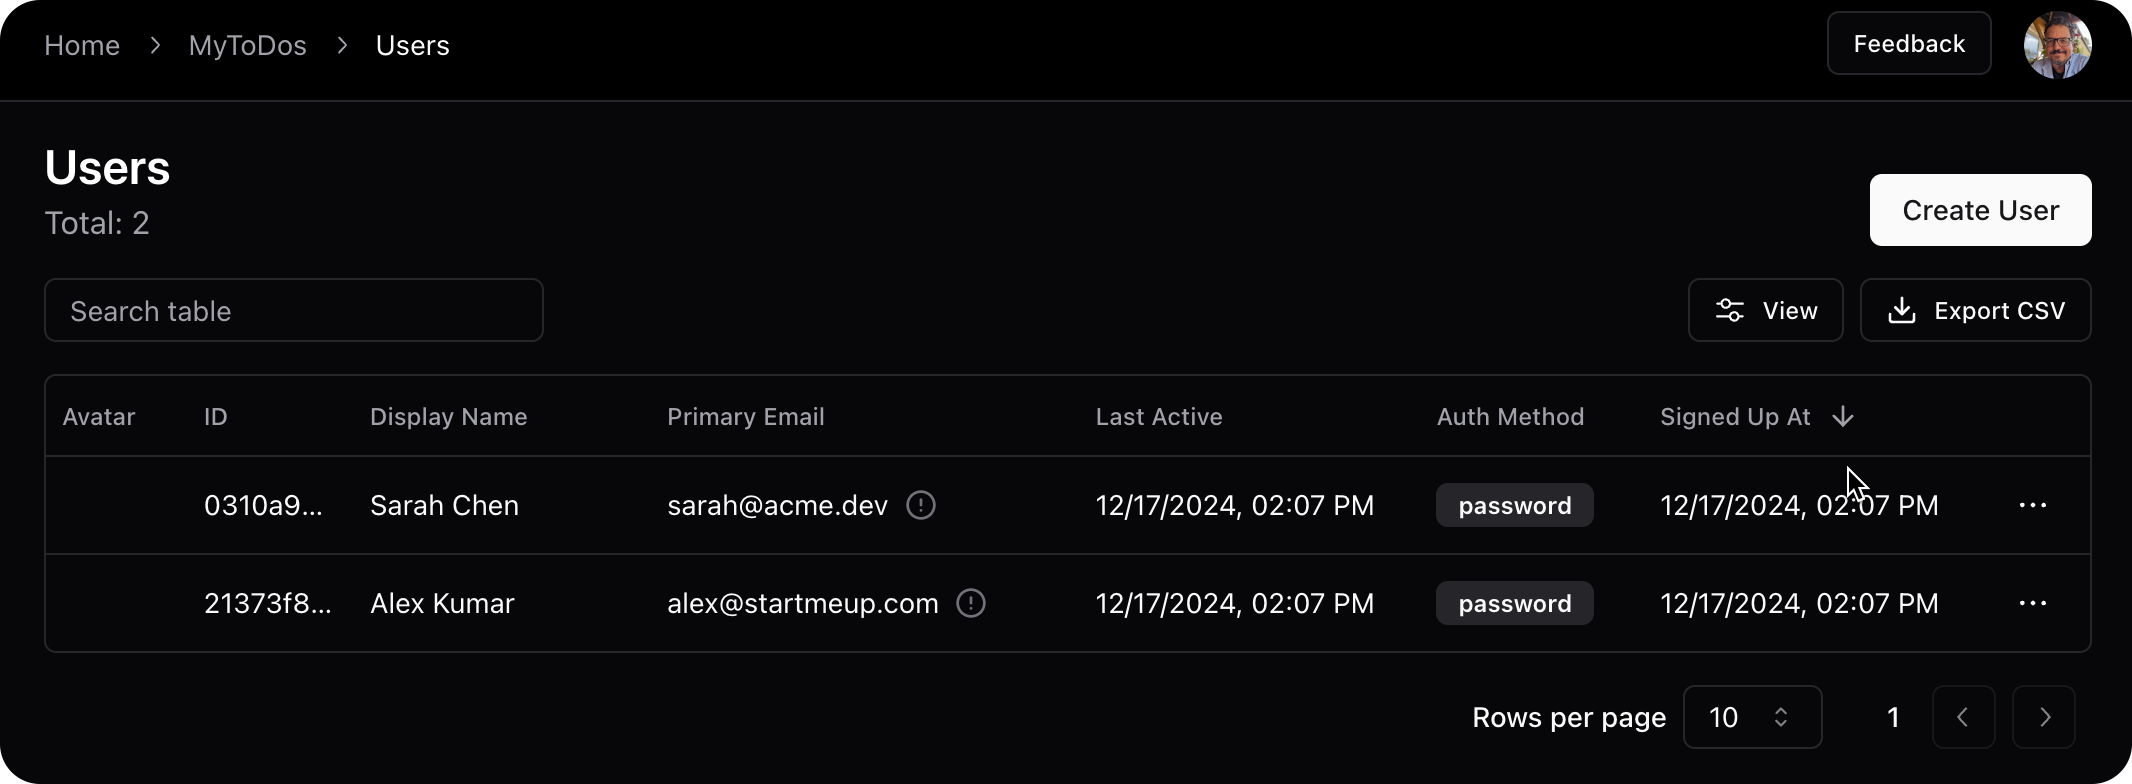 Home > MyToDos > Users
Feedback
Users
Total: 2
Create User
Search table
View
Export CSV
Avatar ID Display Name Primary Email Last Active Auth Method Signed Up At
0310a9... Sarah Chen sarah@acme.dev 12/17/2024, 02:07 PM password 12/17/2024, 02:07 PM
21373f8... Alex Kumar alex@startmeup.com 12/17/2024, 02:07 PM password 12/17/2024, 02:07 PM
Rows per page 10 1